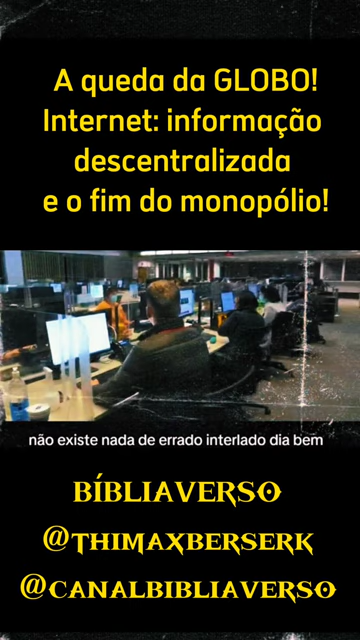 A queda da GLOBO!
Internet: informação
descentralizada
e o fim do monopólio!
não existe nada de errado interlado dia bem
BÍBLIAVERSO
@THIMAXBERSERK
@CANALBIBLIAVERSO